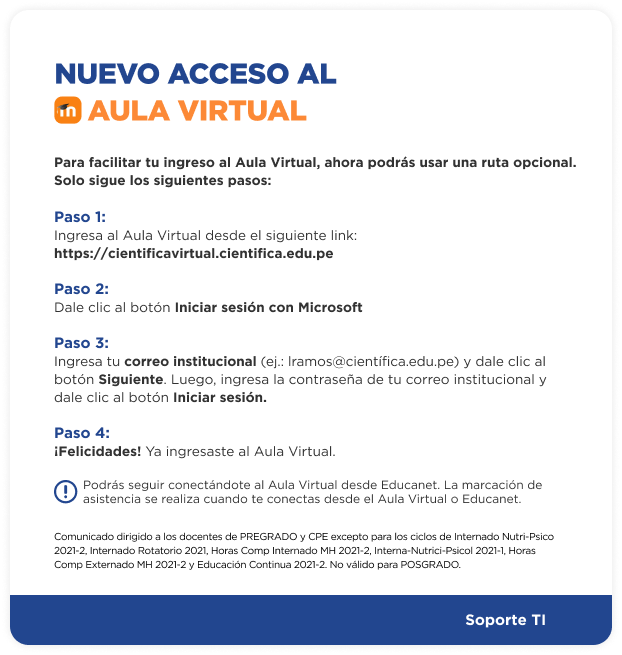 NUEVO ACCESO AL
m AULA VIRTUAL
Para facilitar tu ingreso al Aula Virtual, ahora podrás usar una ruta opcional.
Solo sigue los siguientes pasos:
Paso 1:
Ingresa al Aula Virtual desde el siguiente link:
https://cientificavirtual.cientifica.edu.pe
Paso 2:
Dale clic al botón Iniciar sesión con Microsoft
Paso 3:
Ingresa tu correo institucional (ej.: lramos@científica.edu.pe) y dale clic al
botón Siguiente. Luego, ingresa la contraseña de tu correo institucional y
dale clic al botón Iniciar sesión.
Paso 4:
¡Felicidades! Ya ingresaste al Aula Virtual.
Podrás seguir conectándote al Aula Virtual desde Educanet. La marcación de
asistencia se realiza cuando te conectas desde el Aula Virtual o Educanet.
Comunicado dirigido a los docentes de PREGRADO y CPE excepto para los ciclos de Internado Nutri-Psico
2021-2, Internado Rotatorio 2021, Horas Comp Internado MH 2021-2, Interna-Nutrici-Psicol 2021-1, Horas
Comp Externado MH 2021-2 y Educación Continua 2021-2. No válido para POSGRADO.
Soporte TI